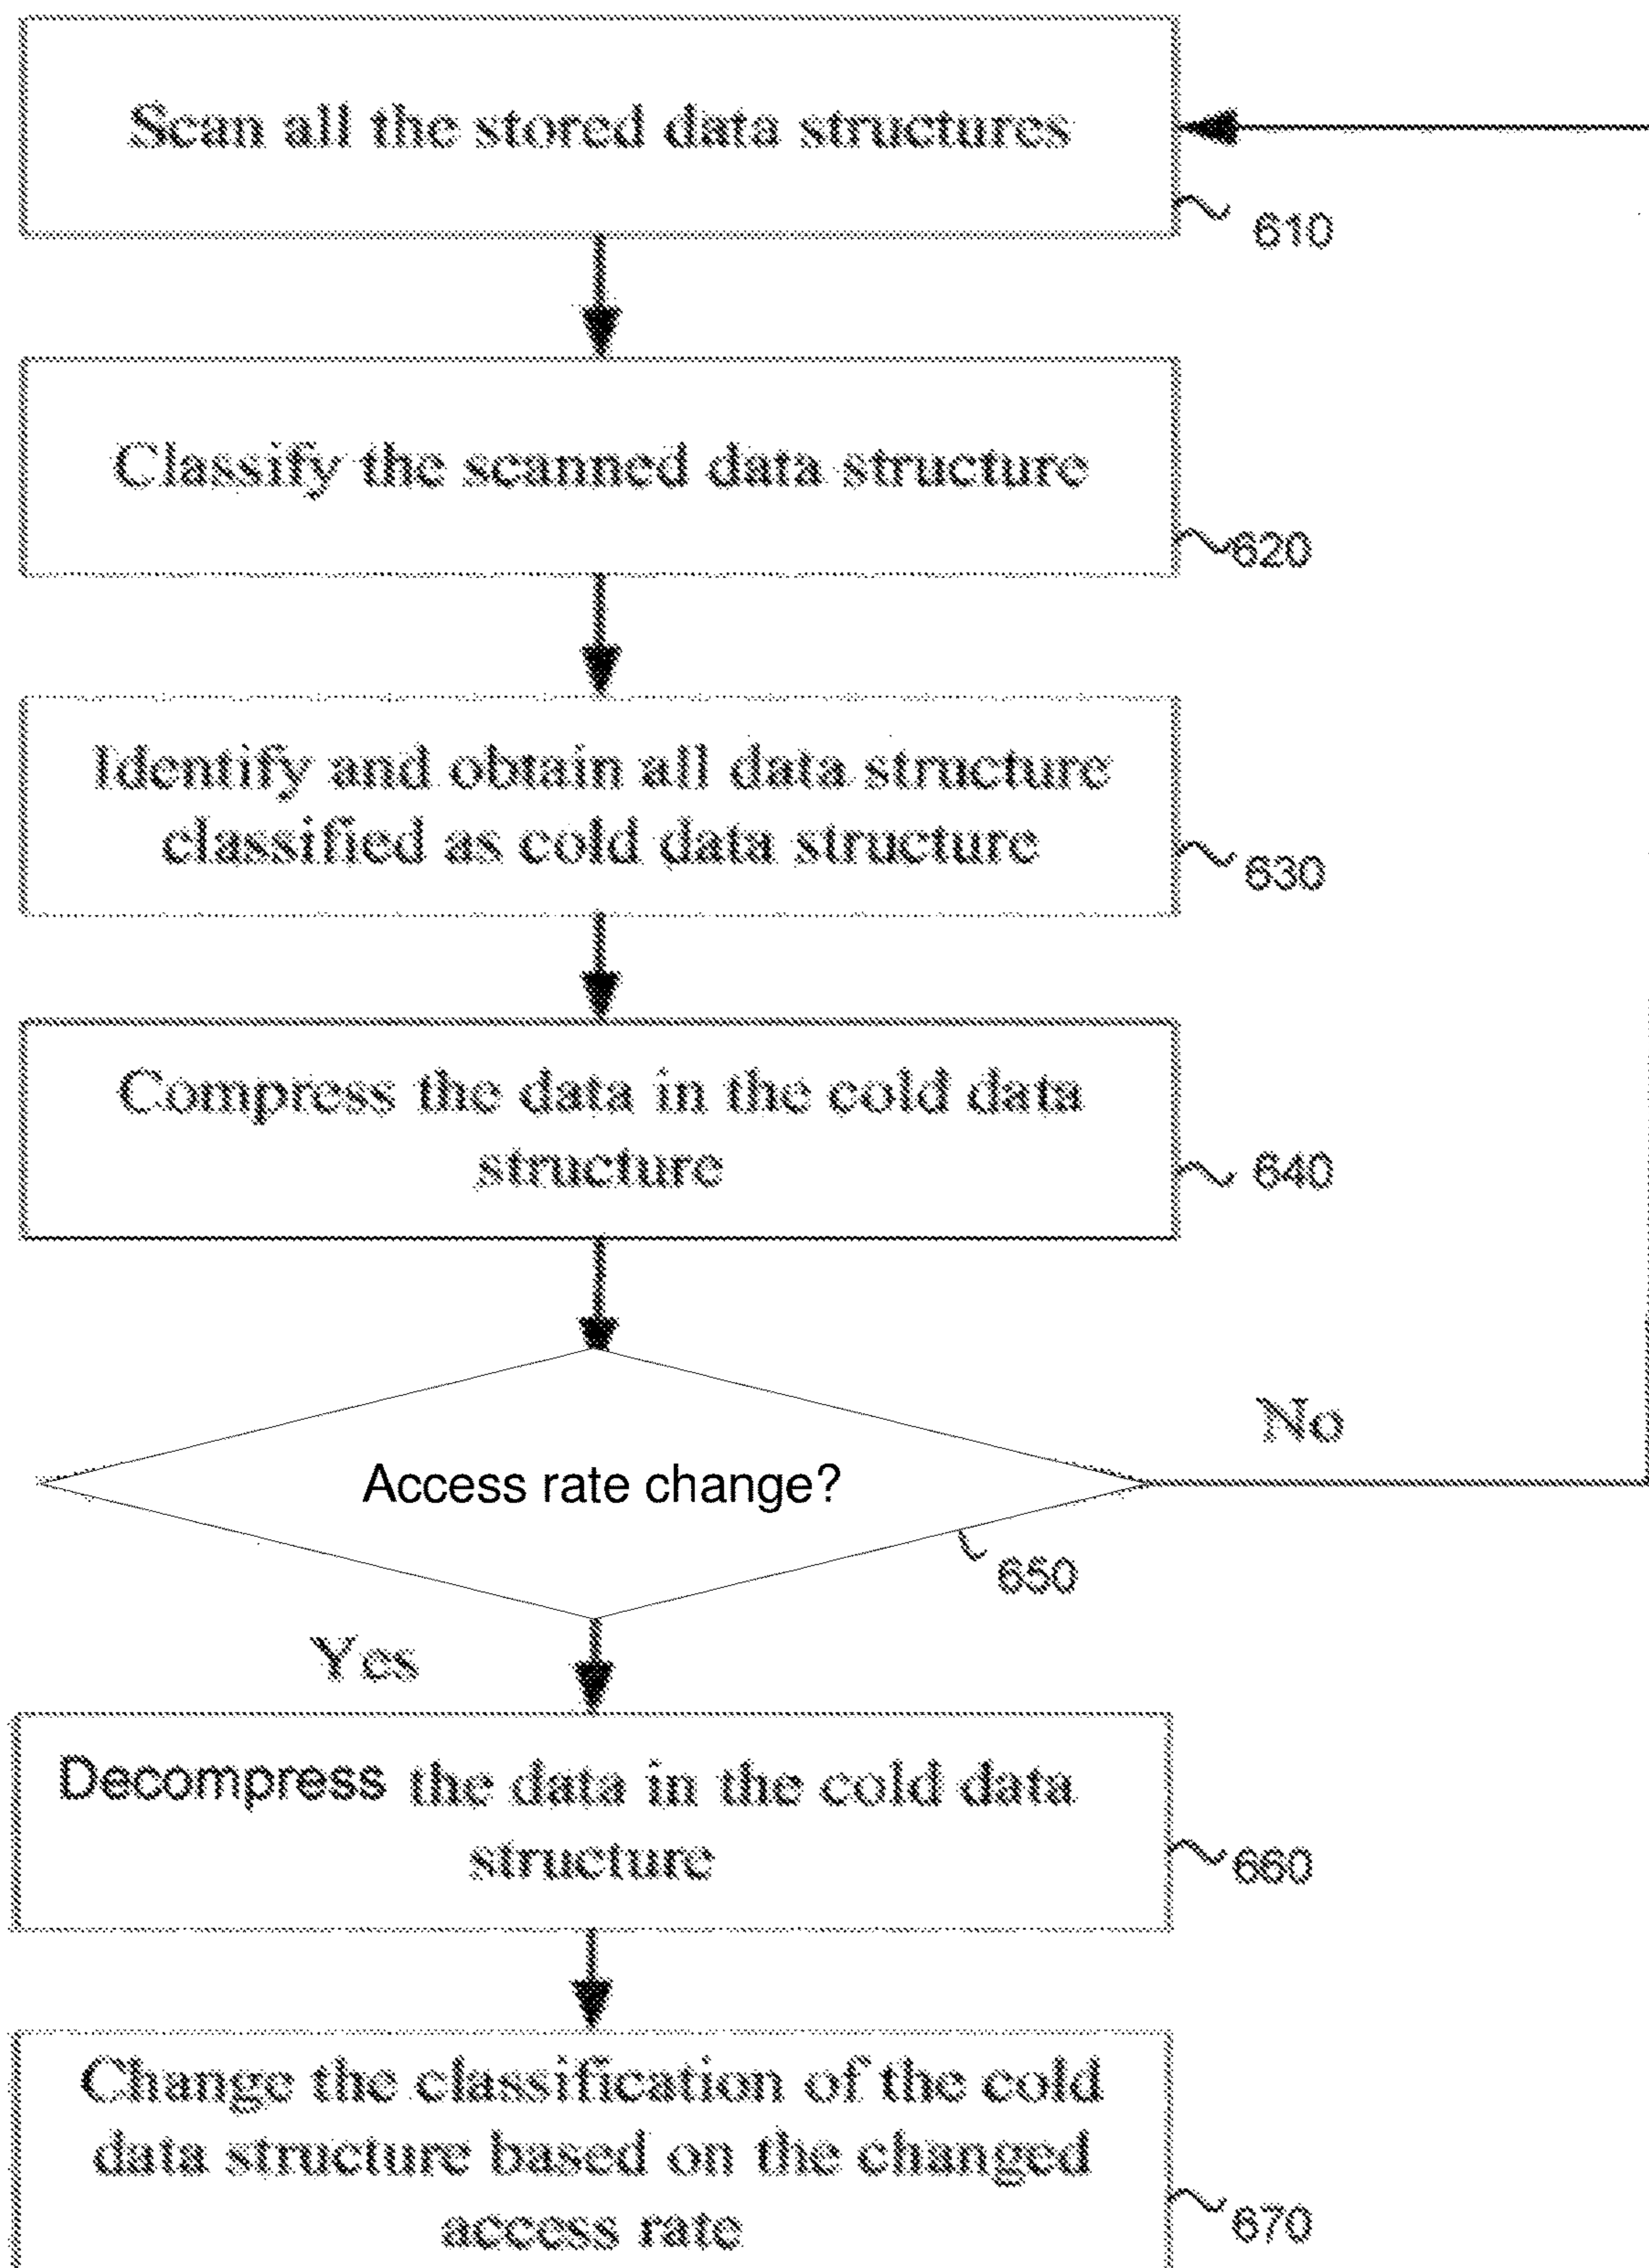 Scan all the stored data structures
610
Classify the scanned data structure
620
Identify and obtain all data structure
classified as cold data structure
630
Compress the data in the cold data
structure
640
Access rate change?
No
650
Yes
Decompress the data in the cold data
structure
660
Change the classification of the cold
data structure based on the changed
access rate
670